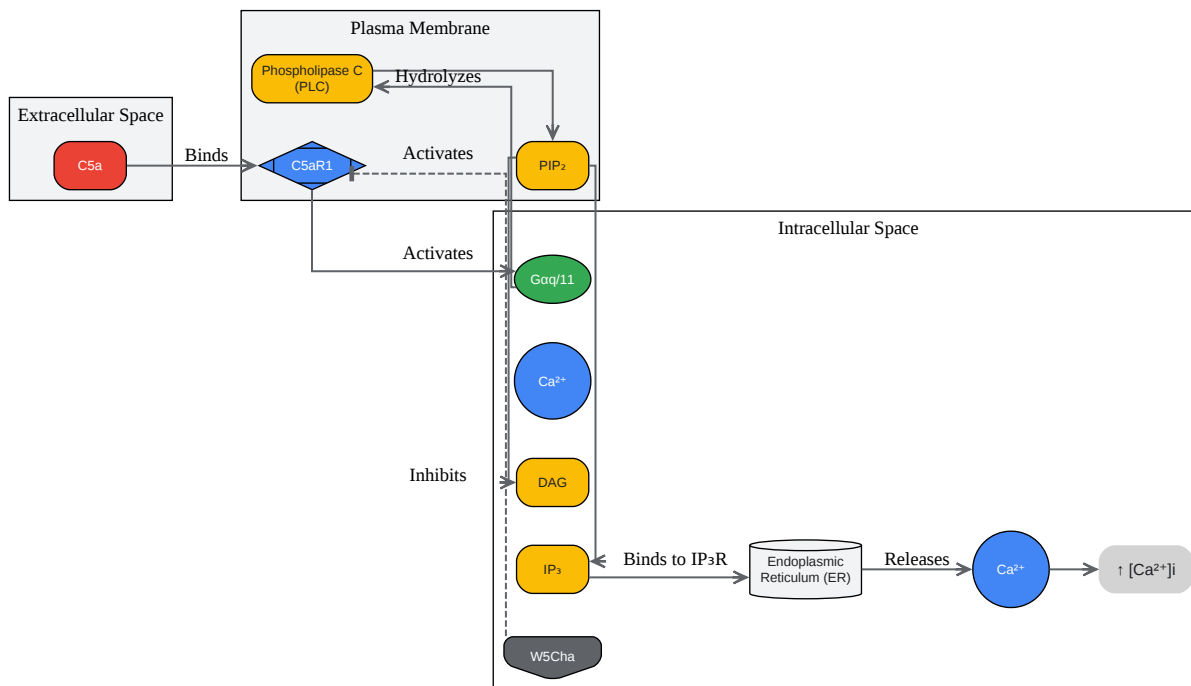 Plasma Membrane
Phospholipase C
(PLC)
Hydrolyzes
Extracellular Space
C5a
Binds
C5aR1
Activates
PIP₂
Intracellular Space
Activates
Gαq/11
Ca²⁺
Inhibits
DAG
IP₃
Binds to IP₃R
Endoplasmic
Reticulum (ER)
Releases
Ca²⁺
↑ [Ca²⁺]i
W5Cha